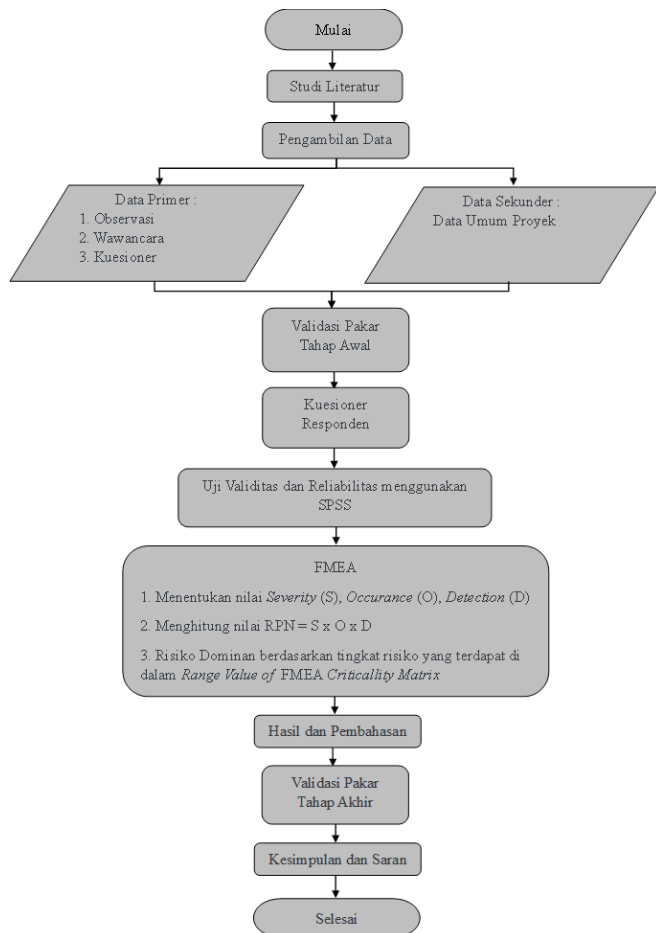 Mulai
Studi Literatur
Pengambilan Data
Data Primer :
1. Observasi
2. Wawancara
3. Kuesioner
Data Sekunder :
Data Umum Proyek
Validasi Pakar
Tahap Awal
Kuesioner
Responden
Uji Validitas dan Reliabilitas menggunakan
SPSS
FMEA
1. Menentukan nilai Severity (S), Occurance (O), Detection (D)
2. Menghitung nilai RPN = S x O x D
3. Risiko Dominan berdasarkan tingkat risiko yang terdapat di
dalam Range Value of FMEA Criticallity Matrix
Hasil dan Pembahasan
Validasi Pakar
Tahap Akhir
Kesimpulan dan Saran
Selesai